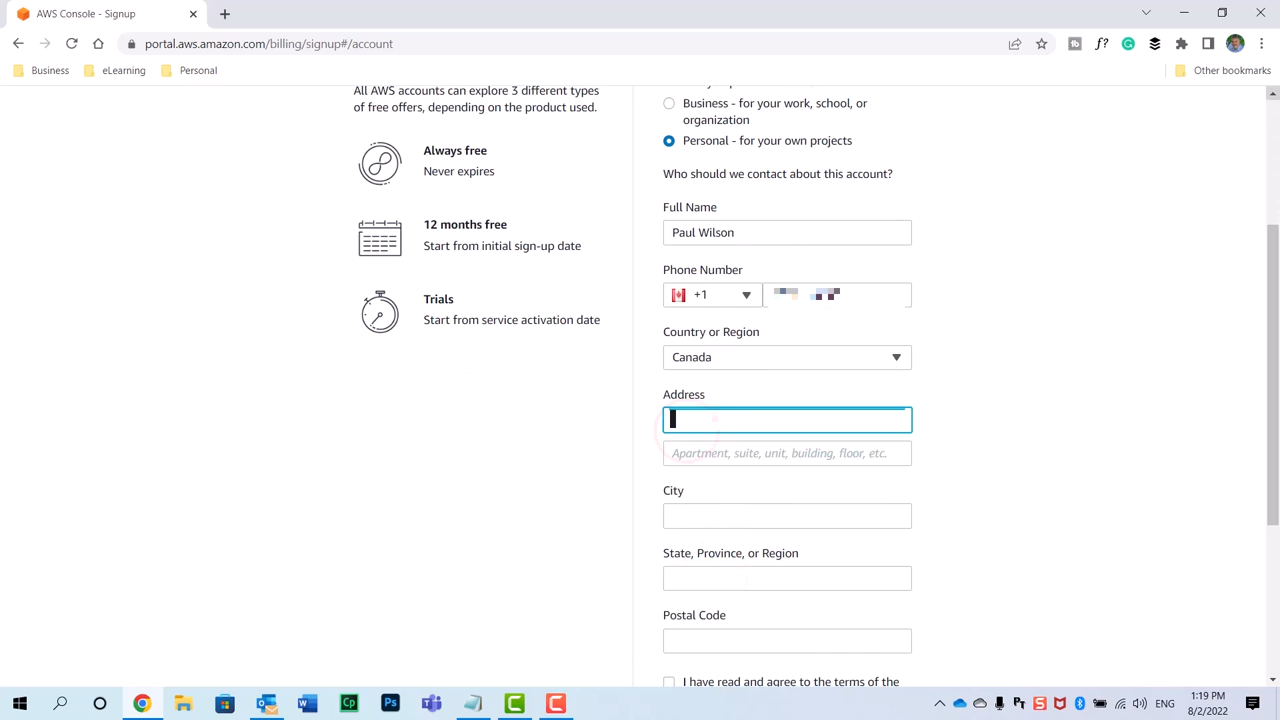 AWS Console - Signup
portal.aws.amazon.com/billing/signup#/account
Business
eLearning
Personal
Other bookmarks
All AWS accounts can explore 3 different types
of free offers, depending on the product used.
Always free
Never expires
12 months free
Start from initial sign-up date
Trials
Start from service activation date
Business - for your work, school, or
organization
Personal - for your own projects
Who should we contact about this account?
Full Name
Paul Wilson
Phone Number
+1
Country or Region
Canada
Address
Apartment, suite, unit, building, floor, etc.
City
State, Province, or Region
Postal Code
I have read and agree to the terms of the
ENG
1:19 PM
8/2/2022